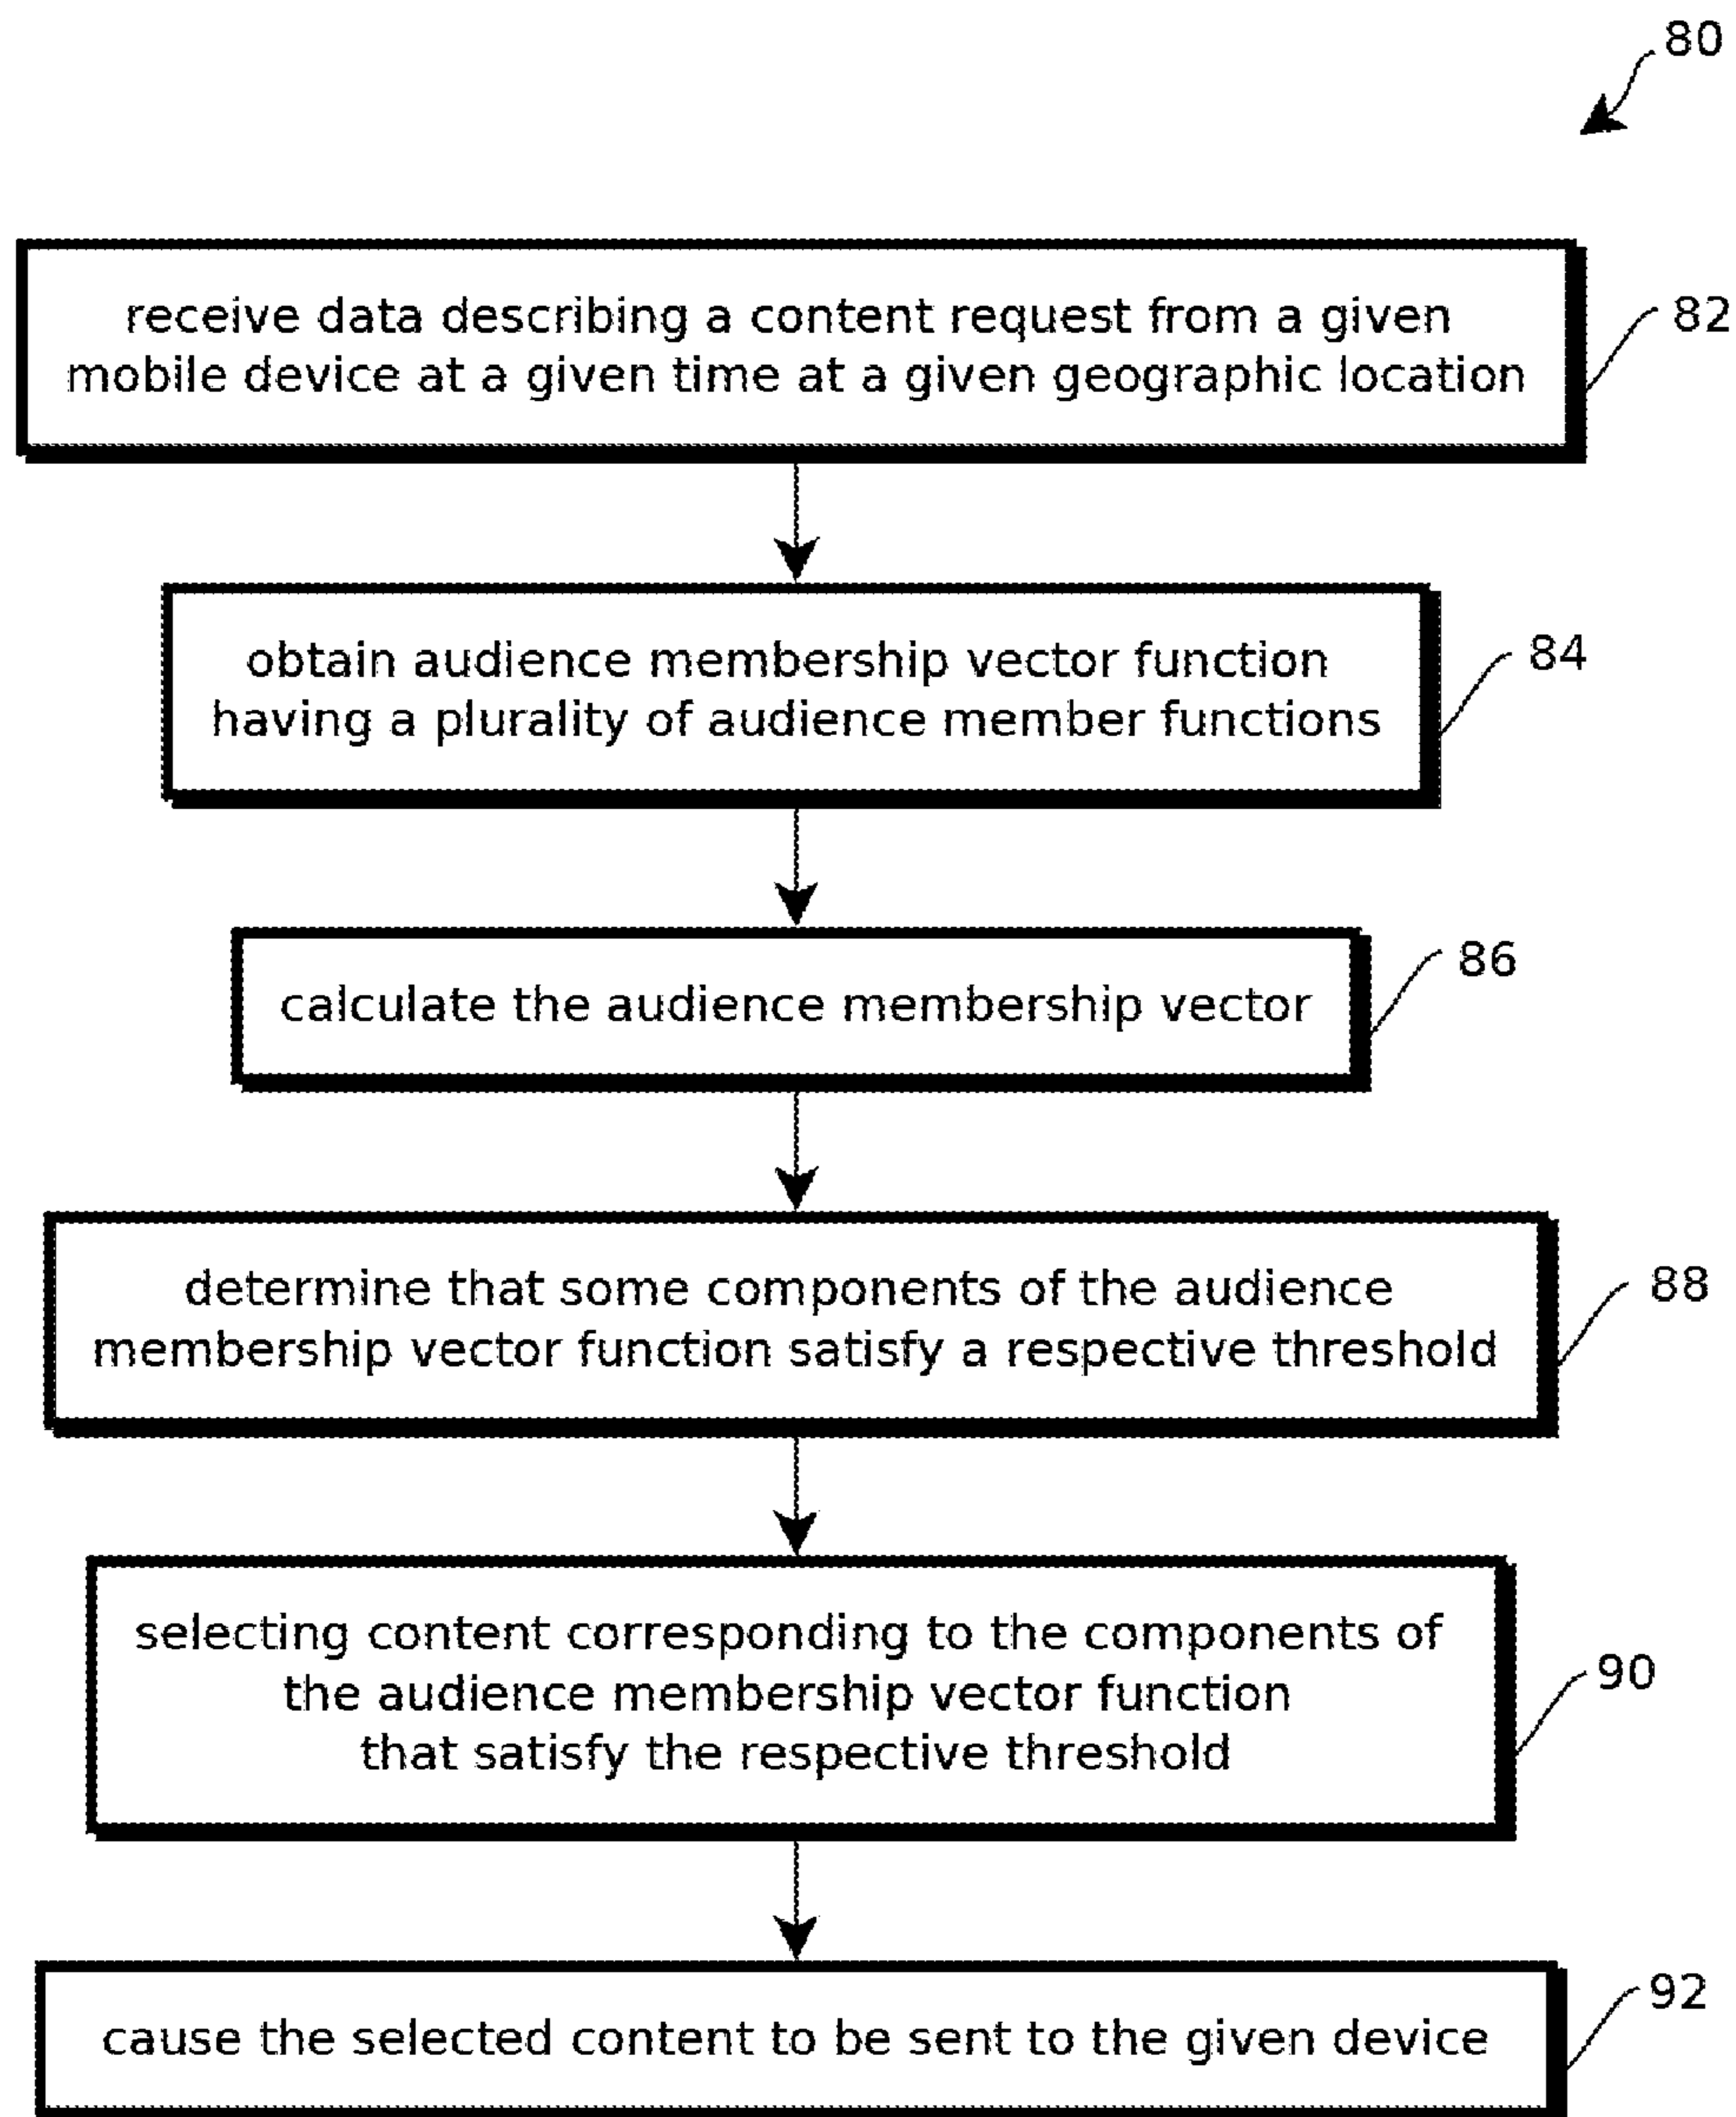 80
receive data describing a content request from a given
mobile device at a given time at a given geographic location
82
obtain audience membership vector function
having a plurality of audience member functions
84
calculate the audience membership vector
86
determine that some components of the audience
membership vector function satisfy a respective threshold
88
selecting content corresponding to the components of
the audience membership vector function
that satisfy the respective threshold
90
cause the selected content to be sent to the given device
92